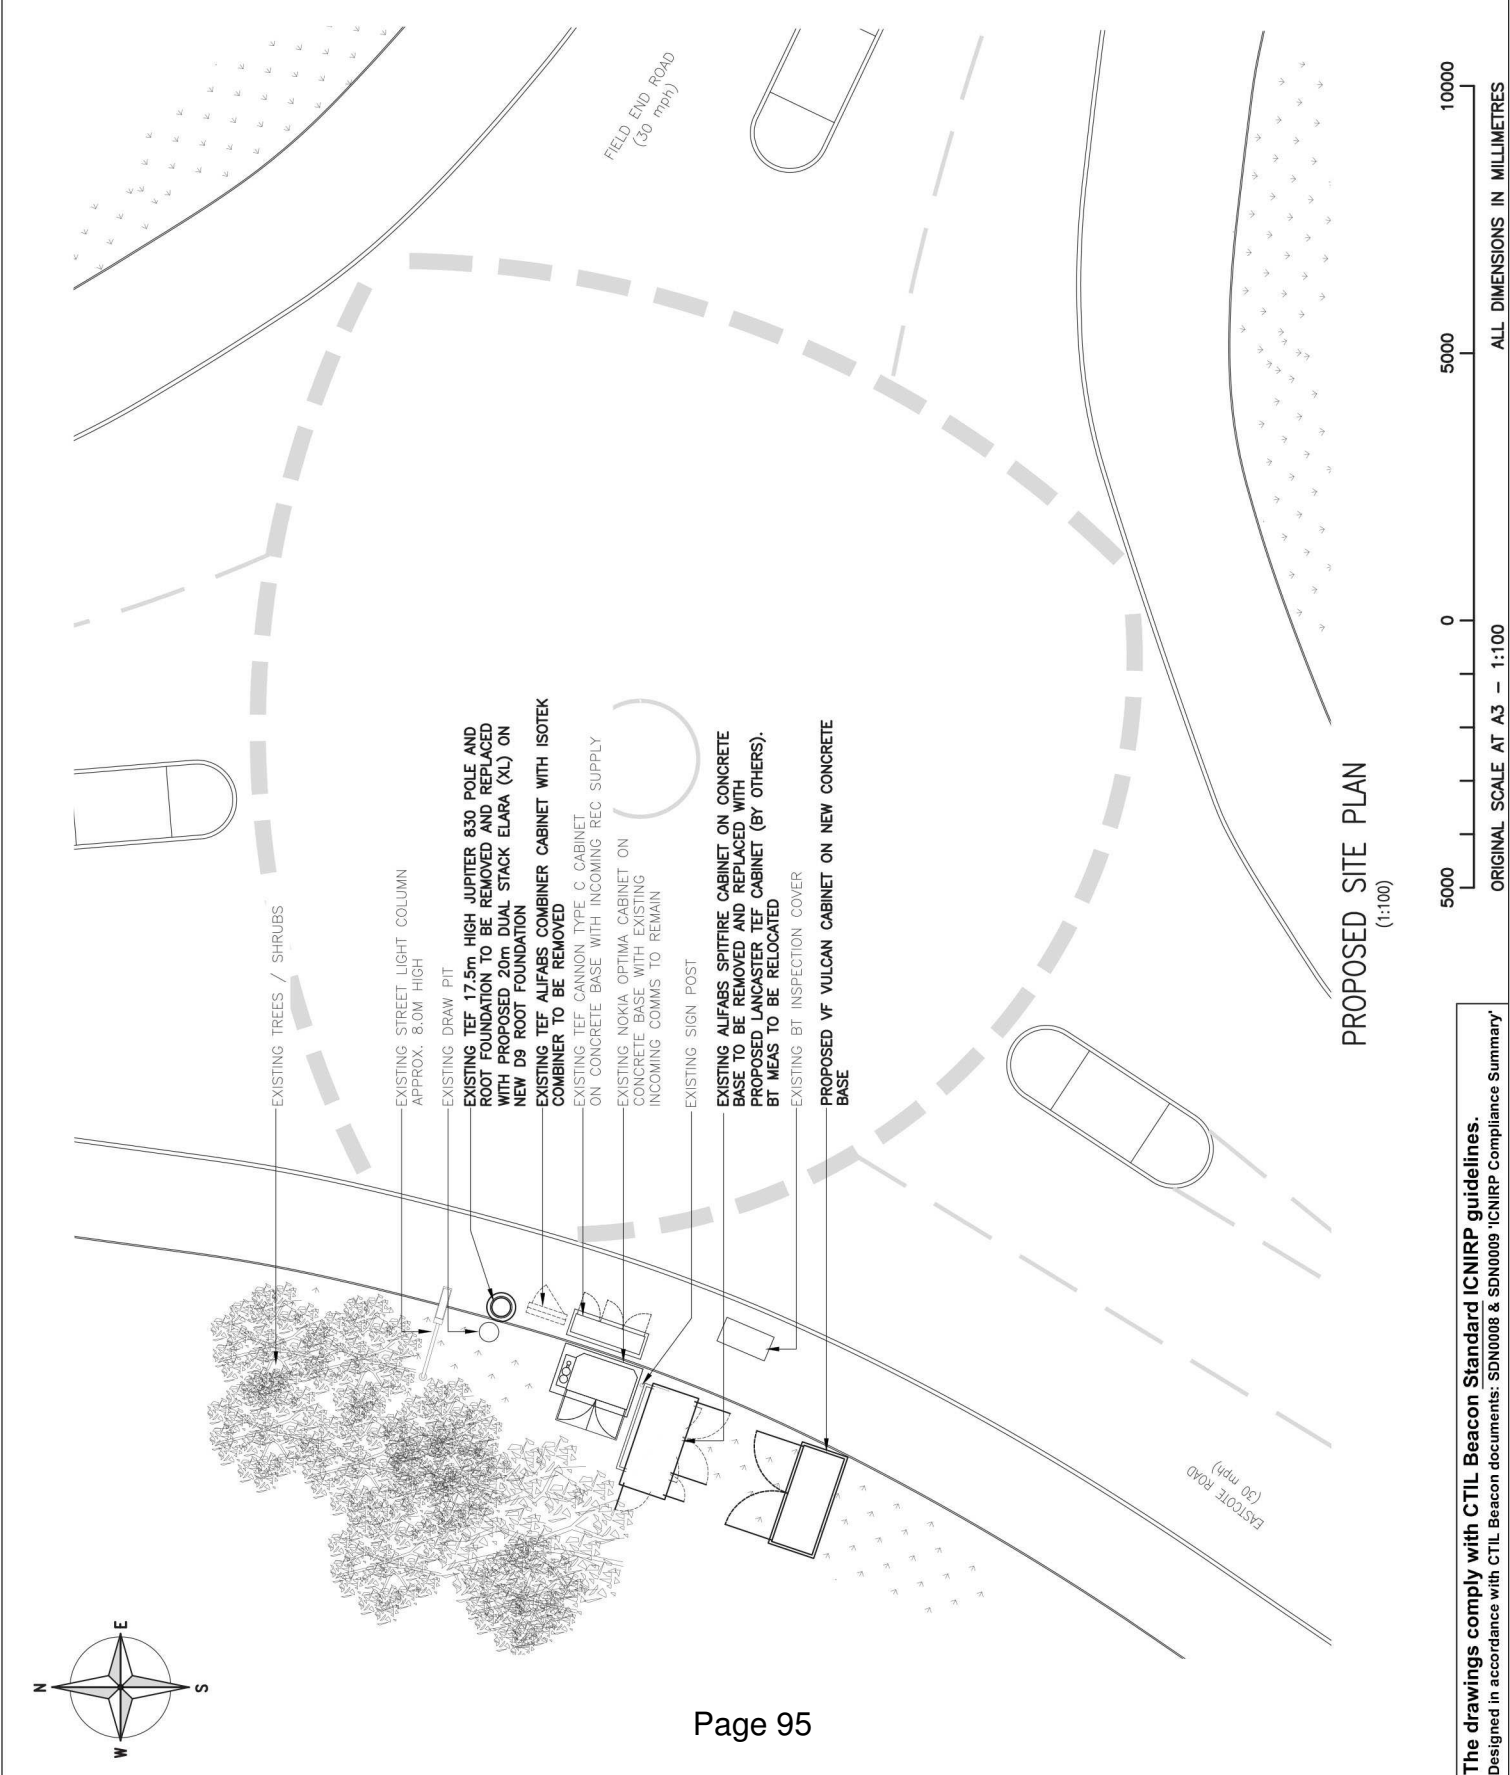 N
E
S
W
EXISTING TREES / SHRUBS
EXISTING STREET LIGHT COLUMN
APPROX. 8.0M HIGH
EXISTING DRAW PIT
EXISTING TEF 17.5m HIGH JUPITER 830 POLE AND
ROOT FOUNDATION TO BE REMOVED AND REPLACED
WITH PROPOSED 20m DUAL STACK ELARA (XL) ON
NEW D9 ROOT FOUNDATION
EXISTING TEF ALIFABS COMBINER CABINET WITH ISOTEK
COMBINER TO BE REMOVED
EXISTING TEF CANNON TYPE C CABINET
ON CONCRETE BASE WITH INCOMING REC SUPPLY
EXISTING NOKIA OPTIMA CABINET ON
CONCRETE BASE WITH EXISTING
INCOMING COMMS TO REMAIN
EXISTING SIGN POST
EXISTING ALIFABS SPITFIRE CABINET ON CONCRETE
BASE TO BE REMOVED AND REPLACED WITH
PROPOSED LANCASTER TEF CABINET (BY OTHERS).
BT MEAS TO BE RELOCATED
EXISTING BT INSPECTION COVER
PROPOSED VF VULCAN CABINET ON NEW CONCRETE
BASE
FIELD END ROAD
(30 mph)
EASTCOTE ROAD
(30 mph)
PROPOSED SITE PLAN
(1:100)
5000
0
5000
10000
ORIGINAL SCALE AT A3 – 1:100
ALL DIMENSIONS IN MILLIMETRES
The drawings comply with CTIL Beacon Standard ICNIRP guidelines.
Designed in accordance with CTIL Beacon documents: SDN0008 & SDN0009 'ICNIRP Compliance Summary'
Page 95